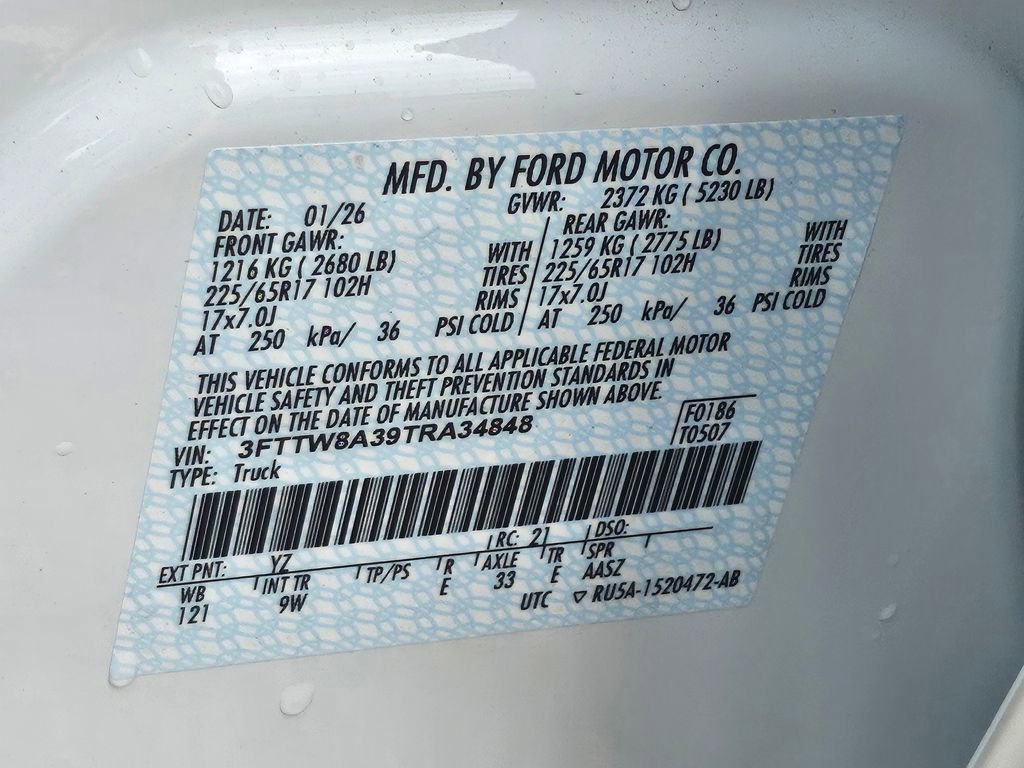 MFD. BY FORD MOTOR CO.
DATE: 01/26 GVWR: 2372 KG ( 5230 LB)
FRONT GAWR: REAR GAWR:
1216 KG ( 2680 LB) WITH 1259 KG ( 2775 LB) WITH
225/65R17 102H TIRES 225/65R17 102H TIRES
17x7.0J RIMS 17x7.0J RIMS
AT 250 kPa/ 36 PSI COLD AT 250 kPa/ 36 PSI COLD
THIS VEHICLE CONFORMS TO ALL APPLICABLE FEDERAL MOTOR
VEHICLE SAFETY AND THEFT PREVENTION STANDARDS IN
EFFECT ON THE DATE OF MANUFACTURE SHOWN ABOVE.
VIN: 3FTTW8A39TRA34848 F0186
TYPE: Truck T0507
EXT PNT: YZ RC: 21 DSO:
WB INT TR TP/PS R AXLE TR SPR
121 9W E 33 E AASZ
UTC ▽ RU5A-1520472-AB